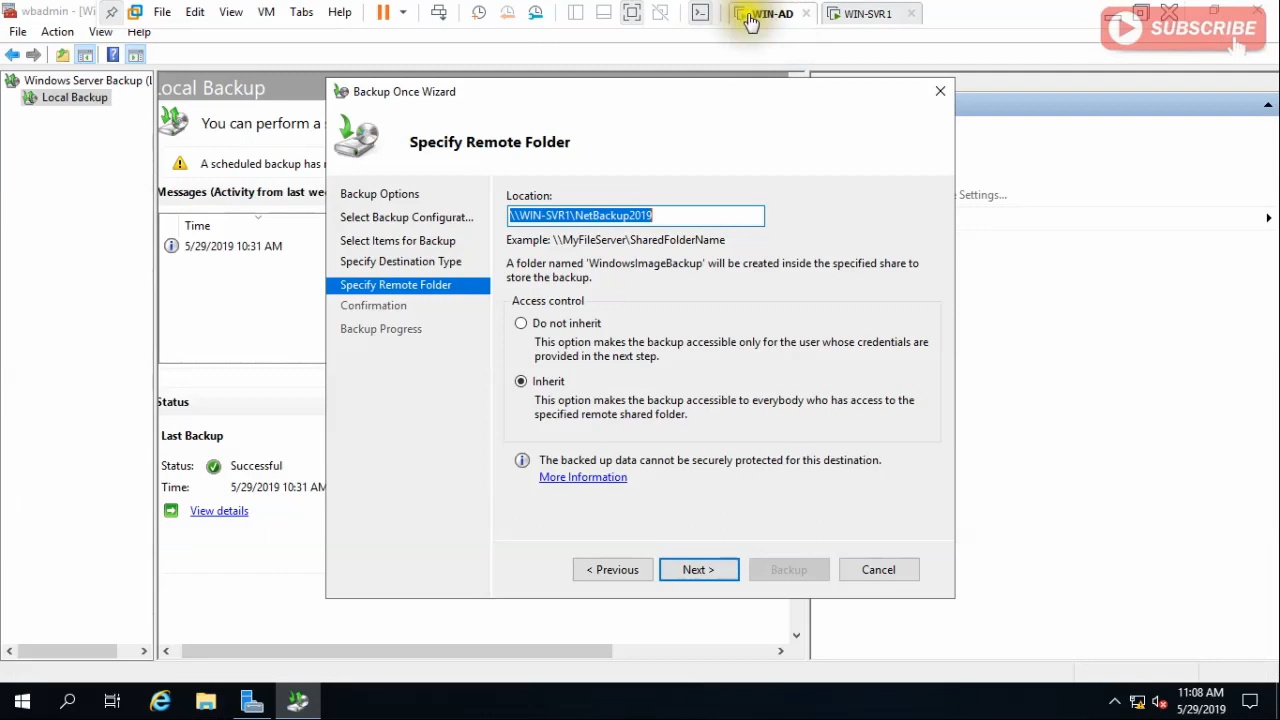 wbadmin - [Wi
File Edit View VM Tabs Help
WIN-AD
WIN-SVR1
SUBSCRIBE
File Action View Help
Windows Server Backup (L
Local Backup
ocal Backup
You can perform a s
A scheduled backup has n
Messages (Activity from last wee
Time
5/29/2019 10:31 AM
Status
Last Backup
Status: Successful
Time: 5/29/2019 10:31 AM
View details
Backup Once Wizard
Specify Remote Folder
Backup Options
Select Backup Configurat...
Select Items for Backup
Specify Destination Type
Specify Remote Folder
Confirmation
Backup Progress
Location:
\\WIN-SVR1\NetBackup2019
Example: \\MyFileServer\SharedFolderName
A folder named 'WindowsImageBackup' will be created inside the specified share to
store the backup.
Access control
Do not inherit
This option makes the backup accessible only for the user whose credentials are
provided in the next step.
Inherit
This option makes the backup accessible to everybody who has access to the
specified remote shared folder.
The backed up data cannot be securely protected for this destination.
More Information
< Previous
Next >
Backup
Cancel
Settings...
11:08 AM
5/29/2019